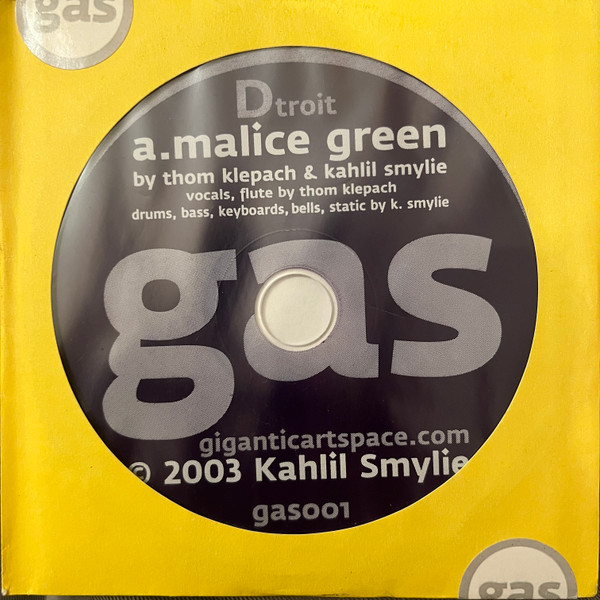 gas
Dtroit
a.malice green
by thom klepach & kahlil smylie
vocals, flute by thom klepach
drums, bass, keyboards, bells, static by k. smylie
gas
giganticartspace.com
© 2003 Kahlil Smylie
gas001
gas